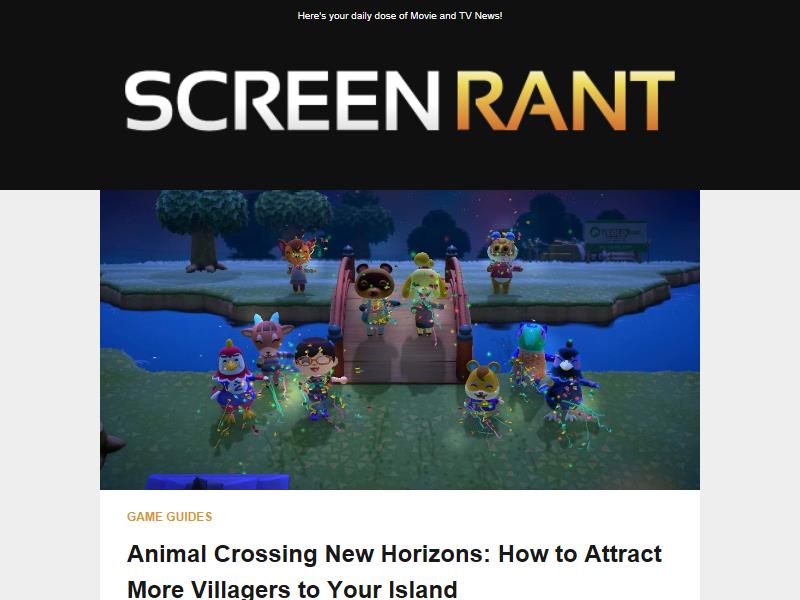 Here's your daily dose of Movie and TV News!
SCREEN RANT
GAME GUIDES
Animal Crossing New Horizons: How to Attract
More Villagers to Your Island